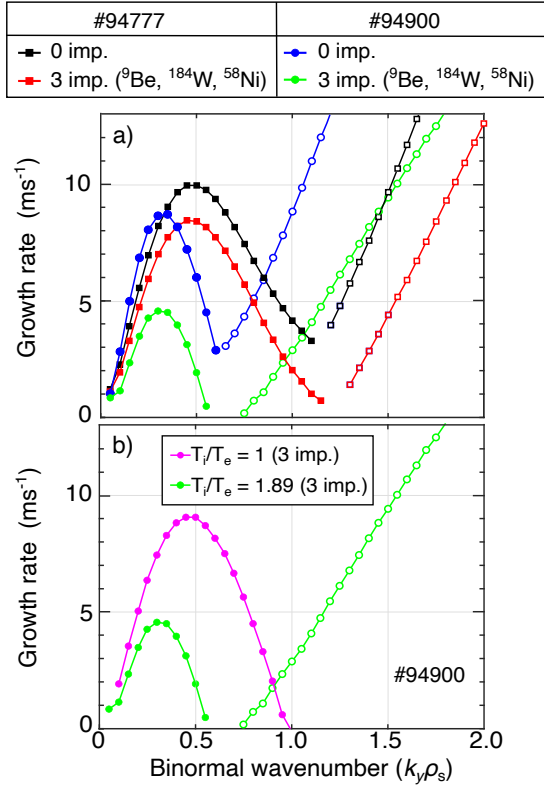 #94777 #94900
0 imp. 0 imp.
3 imp. (⁹Be, ¹⁸⁴W, ⁵⁸Ni) 3 imp. (⁹Be, ¹⁸⁴W, ⁵⁸Ni)
a)
10
5
0
Growth rate (ms⁻¹)
b)
Tᵢ/Tₑ = 1 (3 imp.)
Tᵢ/Tₑ = 1.89 (3 imp.)
10
5
0
Growth rate (ms⁻¹)
#94900
0 0.5 1.0 1.5 2.0
Binormal wavenumber (k_yρ_s)